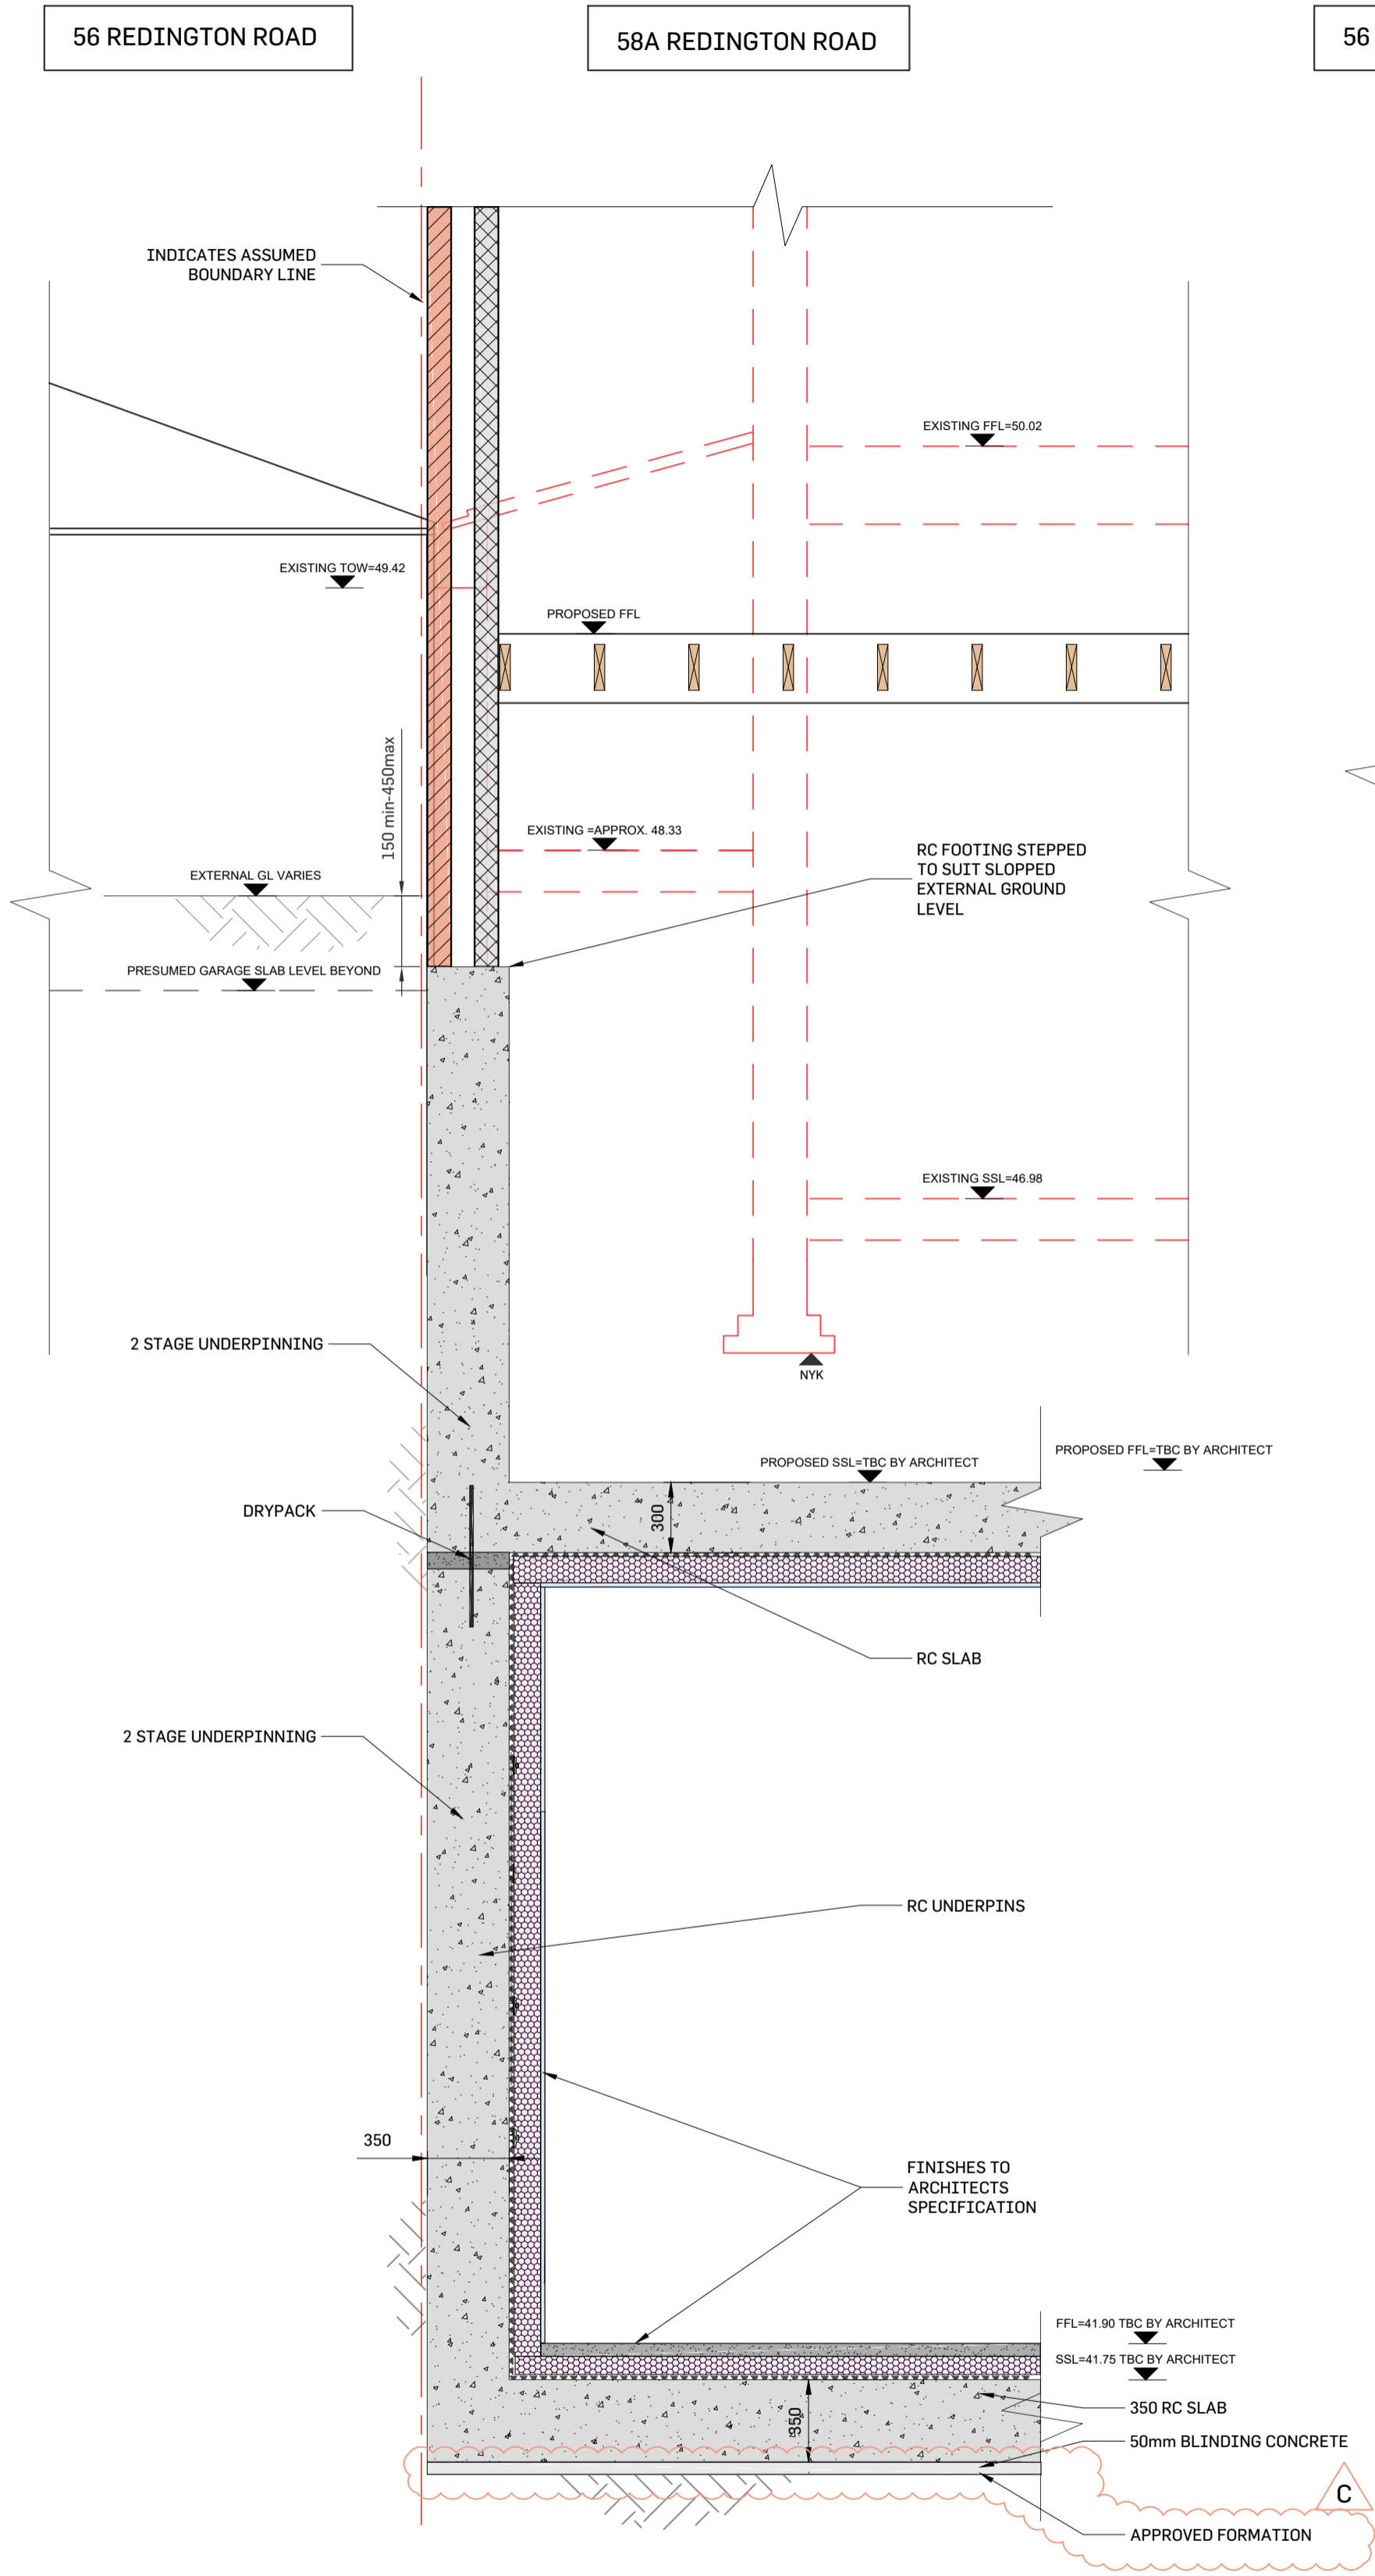 56 REDINGTON ROAD
58A REDINGTON ROAD
56
INDICATES ASSUMED
BOUNDARY LINE
EXISTING FFL=50.02
EXISTING TOW=49.42
PROPOSED FFL
150 min-450max
EXISTING =APPROX. 48.33
RC FOOTING STEPPED
TO SUIT SLOPPED
EXTERNAL GROUND
LEVEL
EXTERNAL GL VARIES
PRESUMED GARAGE SLAB LEVEL BEYOND
EXISTING SSL=46.98
2 STAGE UNDERPINNING
NYK
PROPOSED SSL=TBC BY ARCHITECT
PROPOSED FFL=TBC BY ARCHITECT
DRYPACK
300
RC SLAB
2 STAGE UNDERPINNING
RC UNDERPINS
350
FINISHES TO
ARCHITECTS
SPECIFICATION
FFL=41.90 TBC BY ARCHITECT
SSL=41.75 TBC BY ARCHITECT
350
350 RC SLAB
50mm BLINDING CONCRETE
C
APPROVED FORMATION